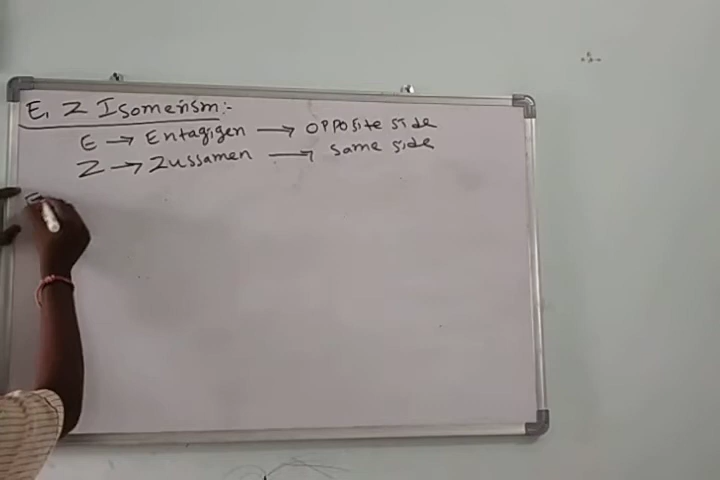 E, Z Isomerism:-
E → Entagigen → opposite side
Z → Zussamen → same side
E